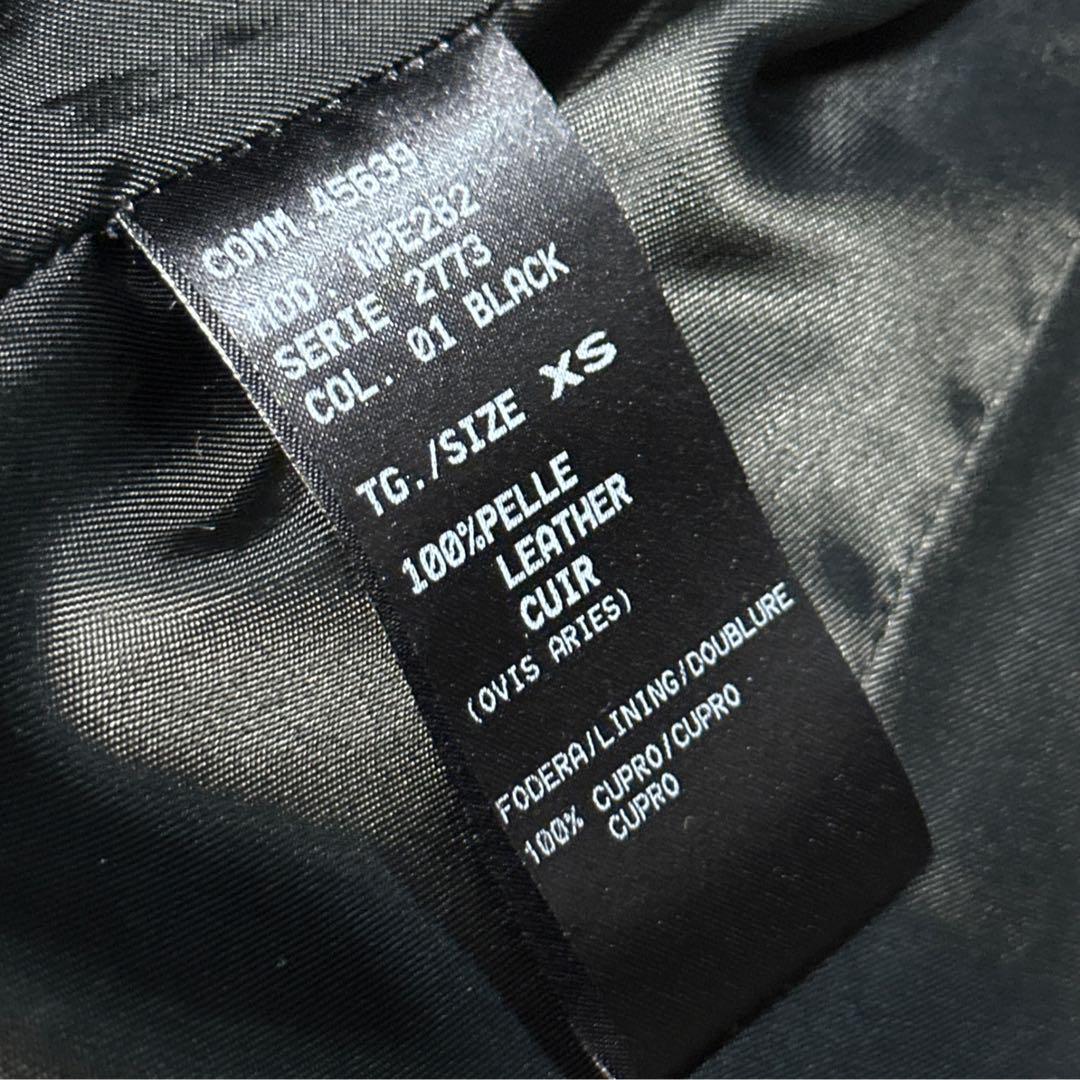 COMM.A5639
MOD. NPE282
SERIE 2773
COL. 01 BLACK
TG./SIZE XS
100%PELLE
LEATHER
CUIR
(OVIS ARIES)
FODERA/LINING/DOUBLURE
100% CUPRO/CUPRO
CUPRO